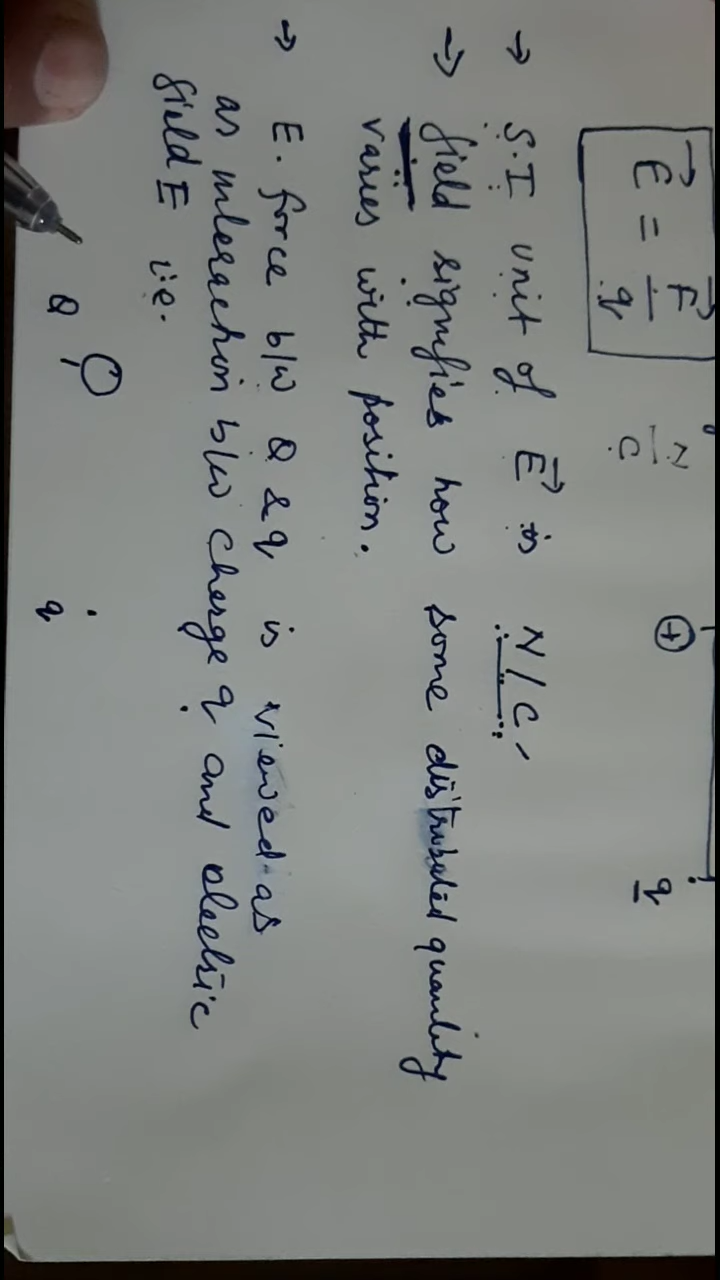 E⃗ = F⃗/q N/C
⊕ q
→ S.I unit of E⃗ is N/C,
→ field signifies how some distributed quantity
varies with position.
→ E. force b/w Q & q is viewed as
as interaction b/w charge q and electric
field E i.e.
Q q